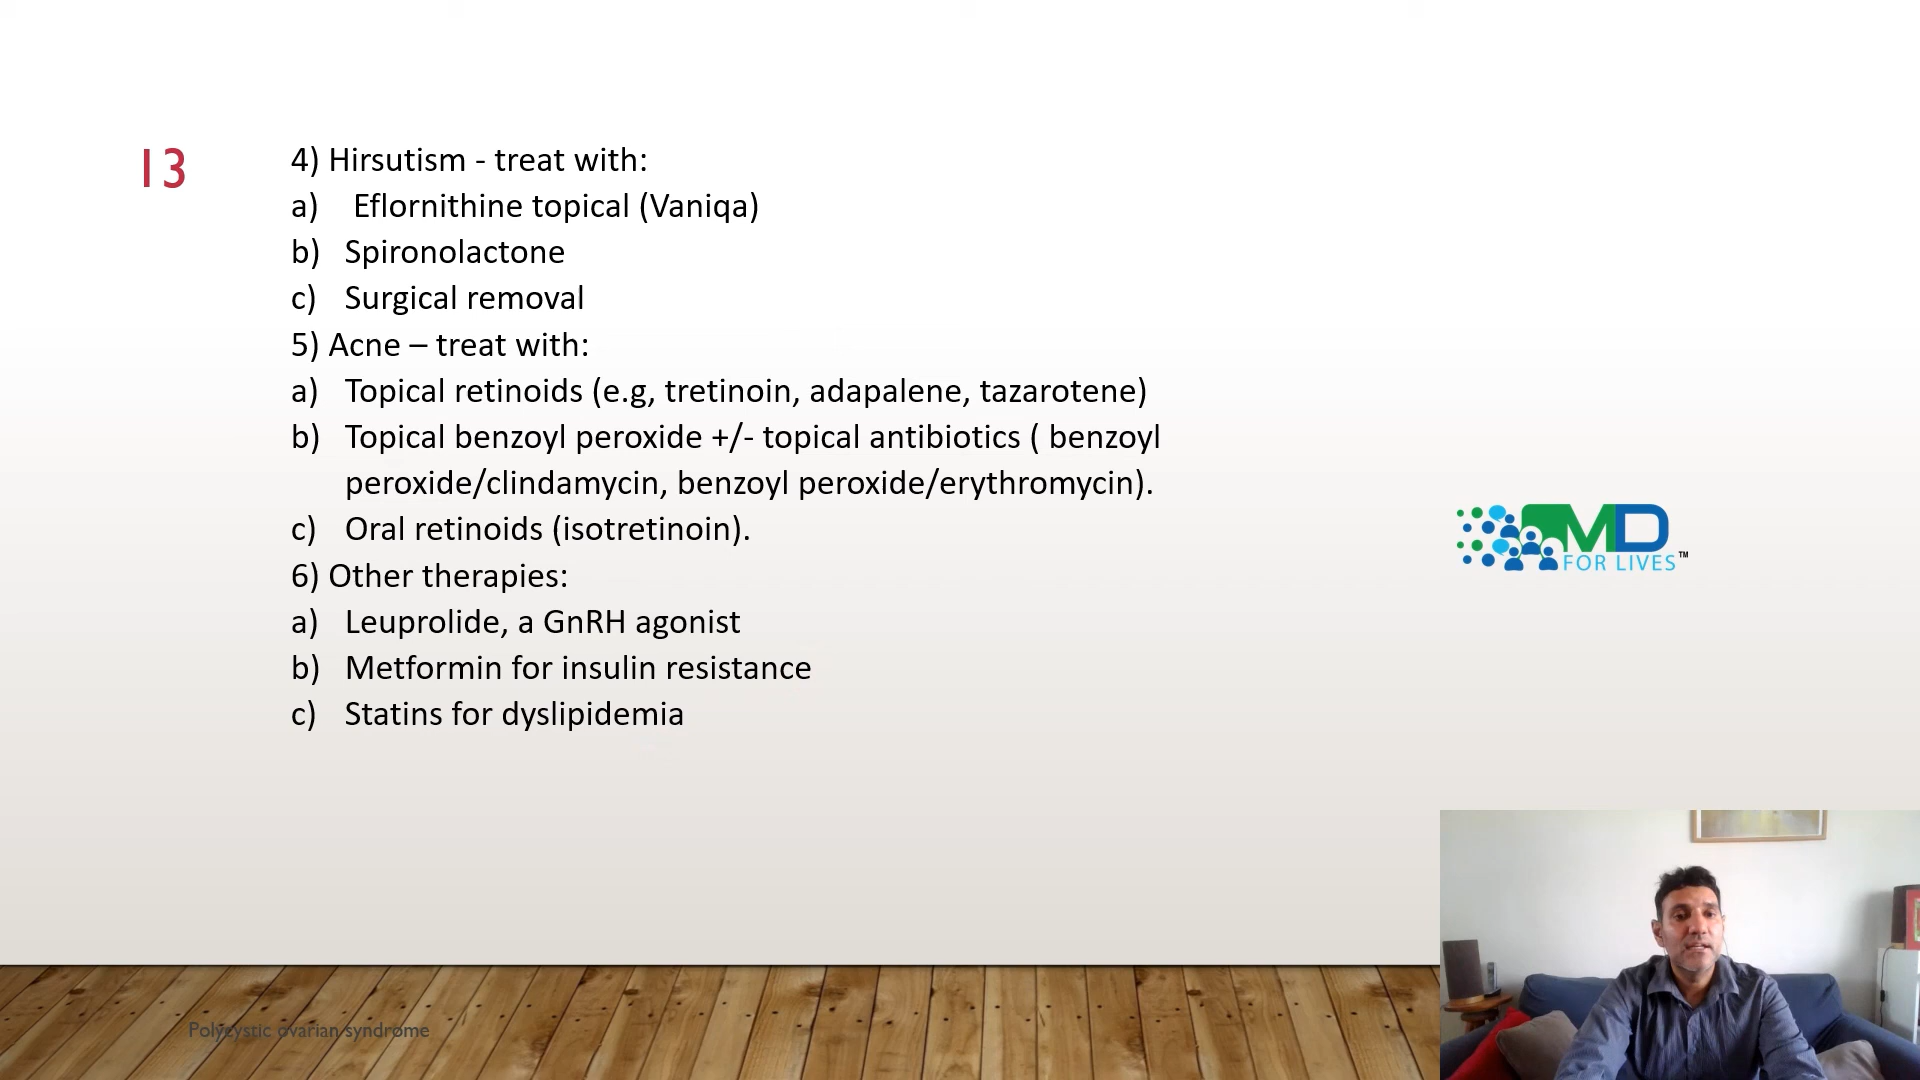 13
4) Hirsutism - treat with:
a) Eflornithine topical (Vaniqa)
b) Spironolactone
c) Surgical removal
5) Acne – treat with:
a) Topical retinoids (e.g, tretinoin, adapalene, tazarotene)
b) Topical benzoyl peroxide +/- topical antibiotics ( benzoyl
peroxide/clindamycin, benzoyl peroxide/erythromycin).
c) Oral retinoids (isotretinoin).
6) Other therapies:
a) Leuprolide, a GnRH agonist
b) Metformin for insulin resistance
c) Statins for dyslipidemia
MD
FOR LIVES™
Polycystic ovarian syndrome